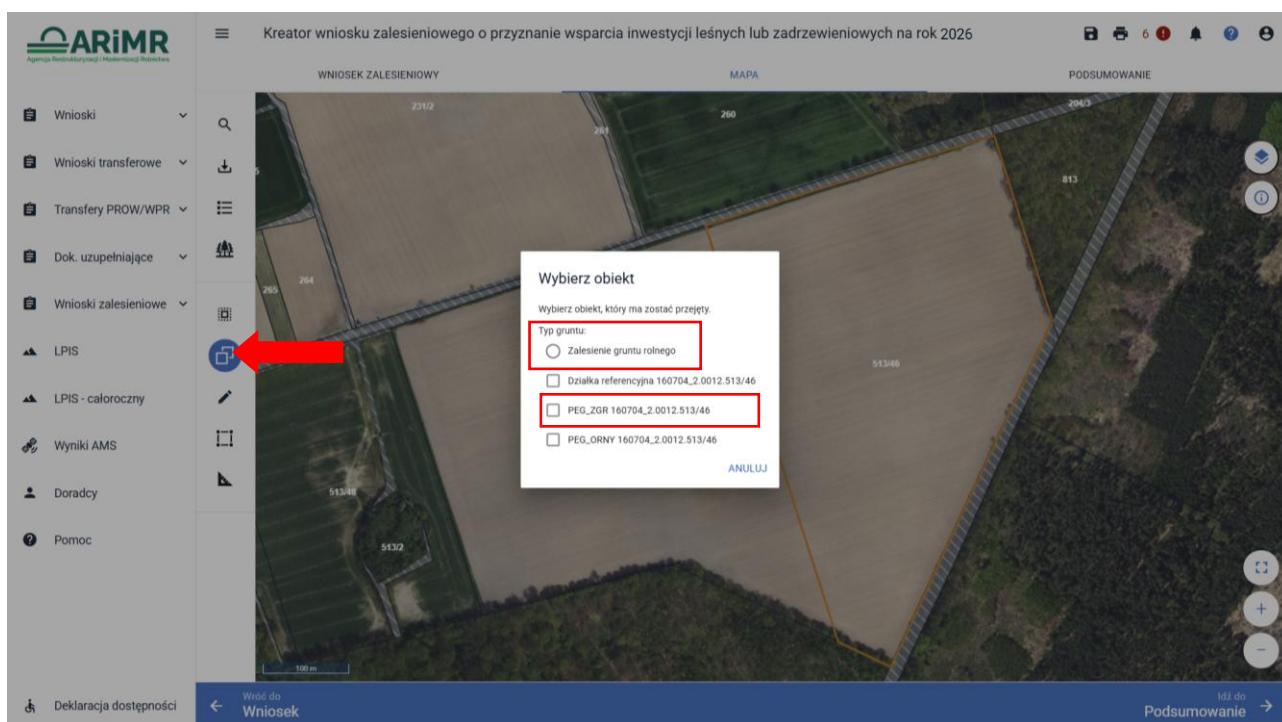 ARiMR
Agencja Restrukturyzacji i Modernizacji Rolnictwa
Kreator wniosku zalesieniowego o przyznanie wsparcia inwestycji leśnych lub zadrzewieniowych na rok 2026
6
WNIOSEK ZALESIENIOWY
MAPA
PODSUMOWANIE
Wnioski
Wnioski transferowe
Transfery PROW/WPR
Dok. uzupełniające
Wnioski zalesieniowe
LPIS
LPIS - całoroczny
Wyniki AMS
Doradcy
Pomoc
Deklaracja dostępności
231/2
261
260
204/3
813
264
265
513/46
513/48
513/2
Wybierz obiekt
Wybierz obiekt, który ma zostać przejęty.
Typ gruntu:
Zalesienie gruntu rolnego
Działka referencyjna 160704_2.0012.513/46
PEG_ZGR 160704_2.0012.513/46
PEG_ORNY 160704_2.0012.513/46
ANULUJ
100 m
Wróć do
Wniosek
Idź do
Podsumowanie